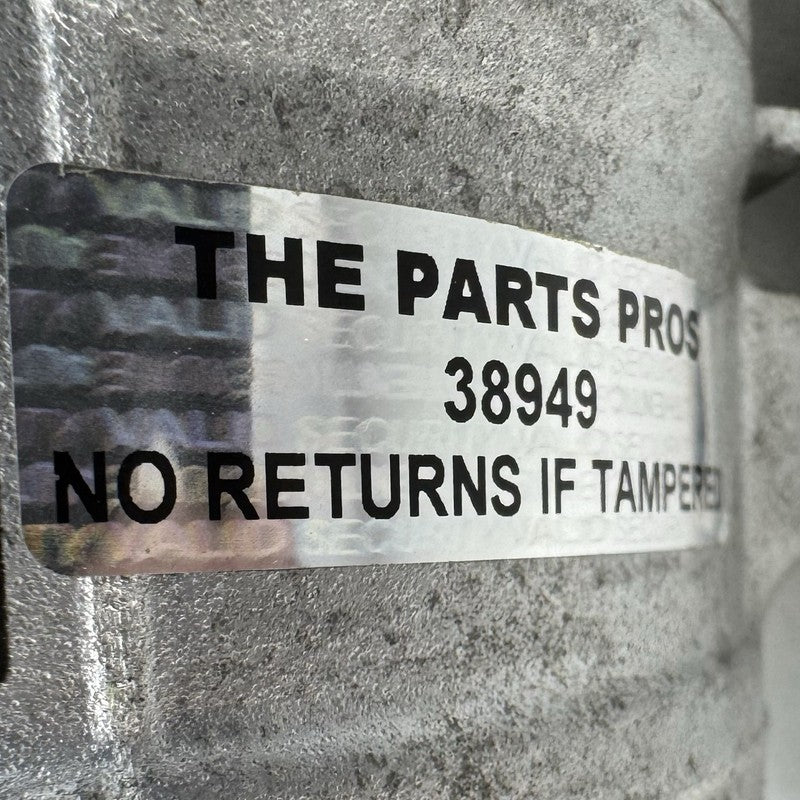 THE PARTS PROS
38949
NO RETURNS IF TAMPERED